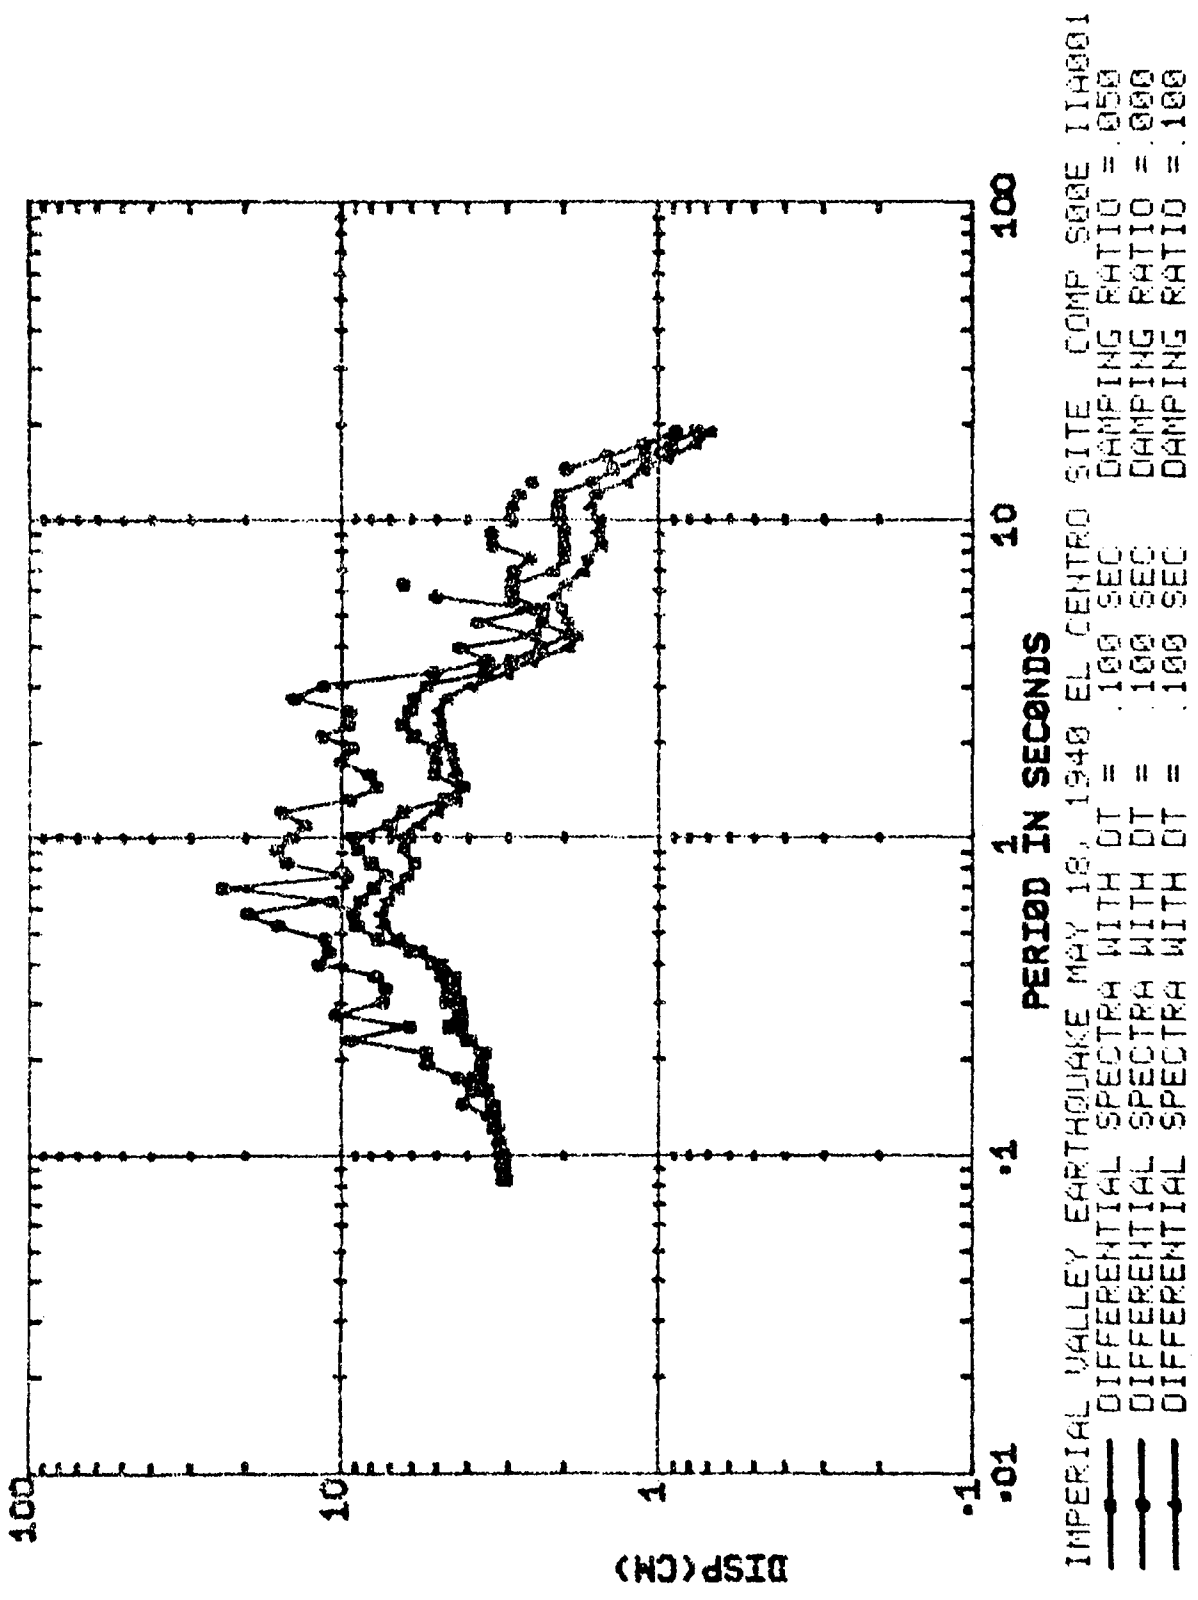 100
10
1
.1
DISP(CM)
.01
.1
1
10
100
PERIOD IN SECONDS
IMPERIAL VALLEY EARTHQUAKE MAY 18, 1940 EL CENTRO SITE COMP S00E IIA001
DIFFERENTIAL SPECTRA WITH DT = .100 SEC DAMPING RATIO = .050
DIFFERENTIAL SPECTRA WITH DT = .100 SEC DAMPING RATIO = .000
DIFFERENTIAL SPECTRA WITH DT = .100 SEC DAMPING RATIO = .100